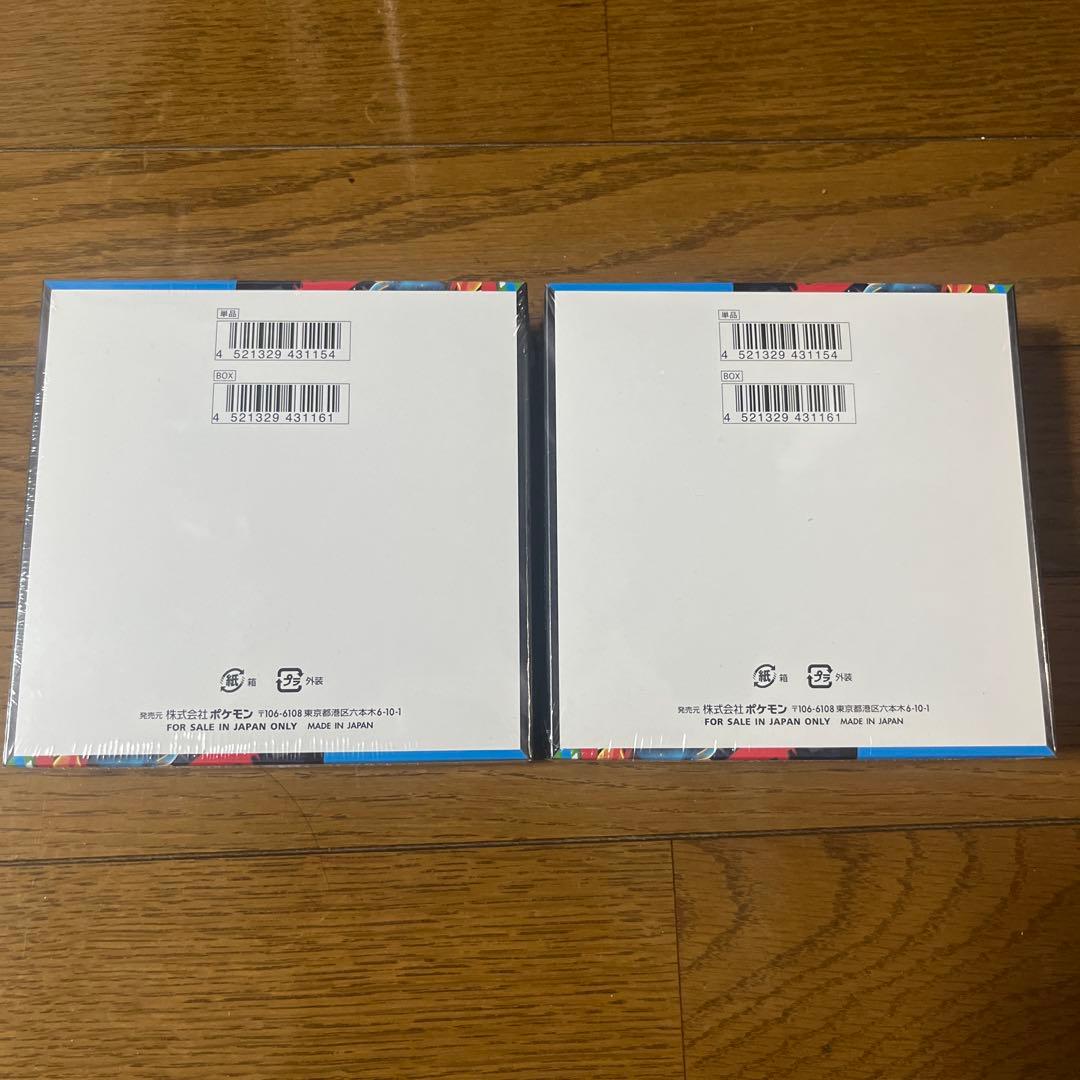 単品
4 521329 431154
BOX
4 521329 431161
紙 箱 プラ 外装
発売元 株式会社 ポケモン 〒106-6108 東京都港区六本木6-10-1
FOR SALE IN JAPAN ONLY MADE IN JAPAN
単品
4 521329 431154
BOX
4 521329 431161
紙 箱 プラ 外装
発売元 株式会社 ポケモン 〒106-6108 東京都港区六本木6-10-1
FOR SALE IN JAPAN ONLY MADE IN JAPAN